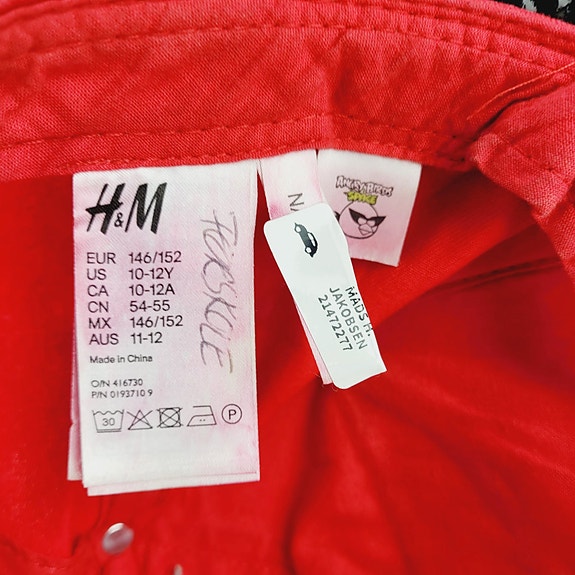 H&M
EUR 146/152
US 10-12Y
CA 10-12A
CN 54-55
MX 146/152
AUS 11-12
Made in China
O/N 416730
P/N 0193710 9
30
P
MADS H.
JAKOBSEN
21472277
ANGRY BIRDS
SPACE